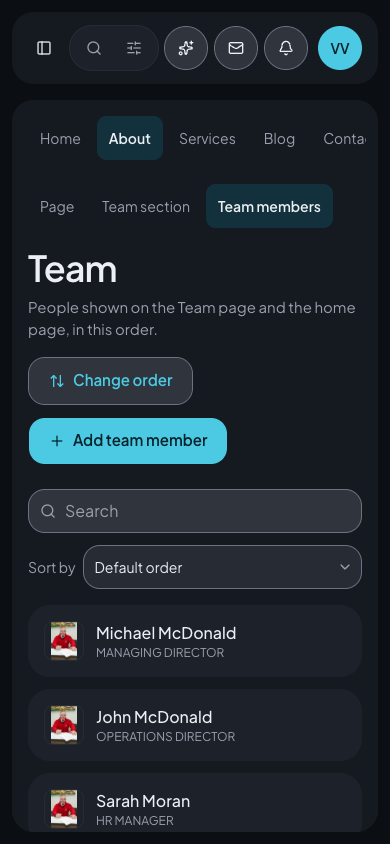 VV
Home About Services Blog Conta
Page Team section Team members
Team
People shown on the Team page and the home
page, in this order.
Change order
Add team member
Search
Sort by Default order
Michael McDonald
MANAGING DIRECTOR
John McDonald
OPERATIONS DIRECTOR
Sarah Moran
HR MANAGER